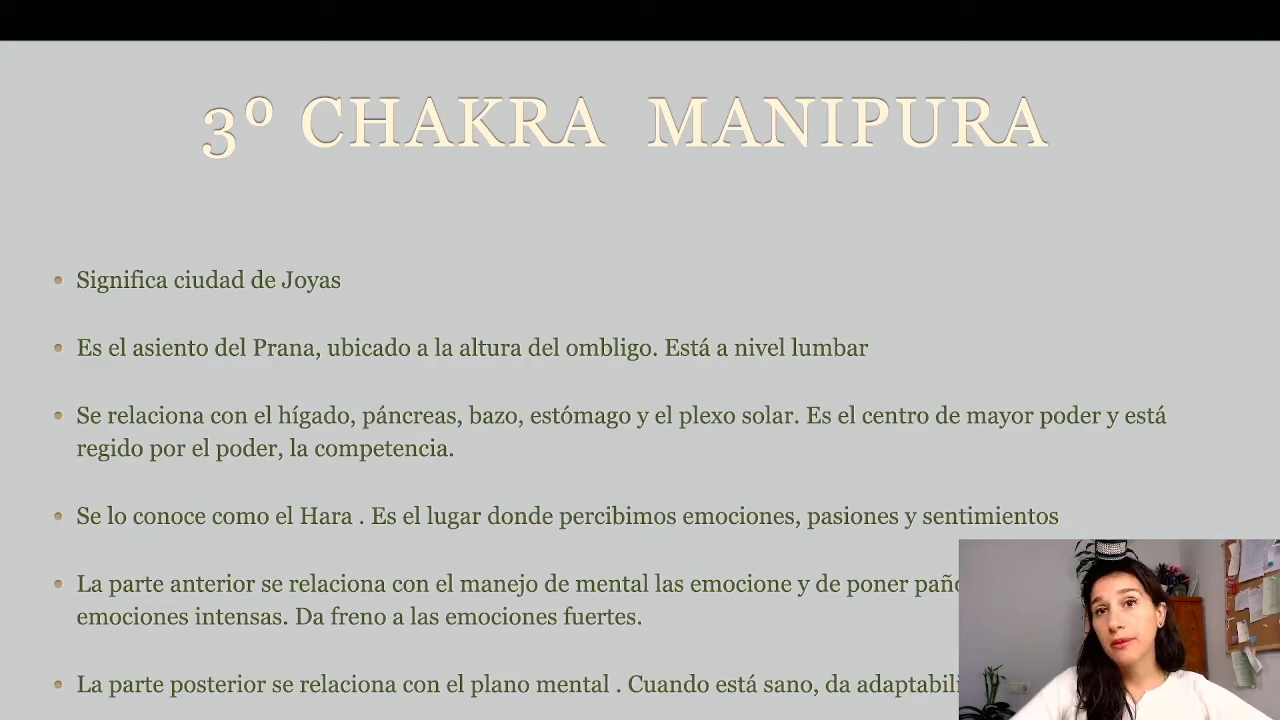 3º CHAKRA MANIPURA
• Significa ciudad de Joyas
• Es el asiento del Prana, ubicado a la altura del ombligo. Está a nivel lumbar
• Se relaciona con el hígado, páncreas, bazo, estómago y el plexo solar. Es el centro de mayor poder y está
regido por el poder, la competencia.
• Se lo conoce como el Hara . Es el lugar donde percibimos emociones, pasiones y sentimientos
• La parte anterior se relaciona con el manejo de mental las emocione y de poner
emociones intensas. Da freno a las emociones fuertes.
• La parte posterior se relaciona con el plano mental . Cuando está sano, da